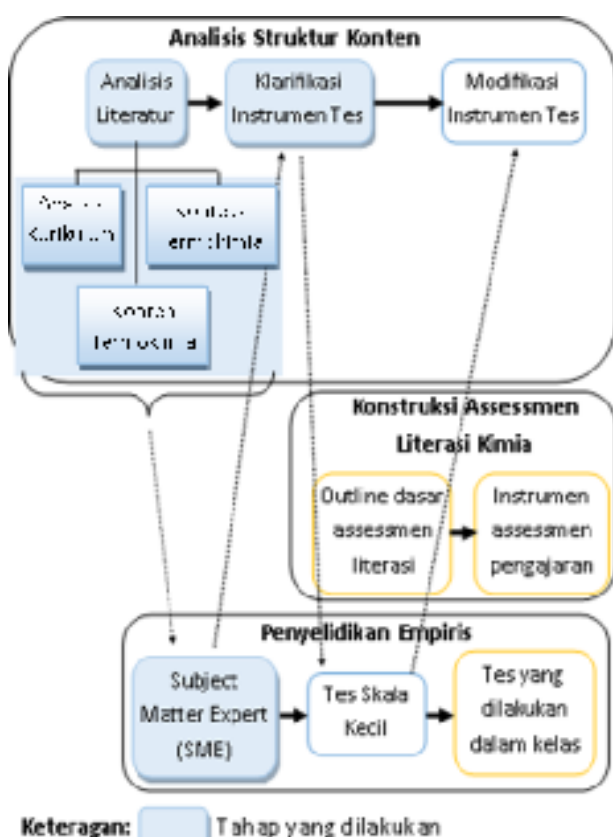 Analisis Struktur Konten
Analisis
Literatur
Klarifikasi
Instrumen Tes
Modifikasi
Instrumen Tes
Kurikulum
Konstruksi Assessmen
Literasi Kimia
Outline dasar
assessmen
literasi
Instrumen
assessmen
pengajaran
Penyelidikan Empiris
Subject
Matter Expert
(SME)
Tes Skala
Kecil
Tes yang
dilakukan
dalam kelas
Keteragan:
Tahap yang dilakukan